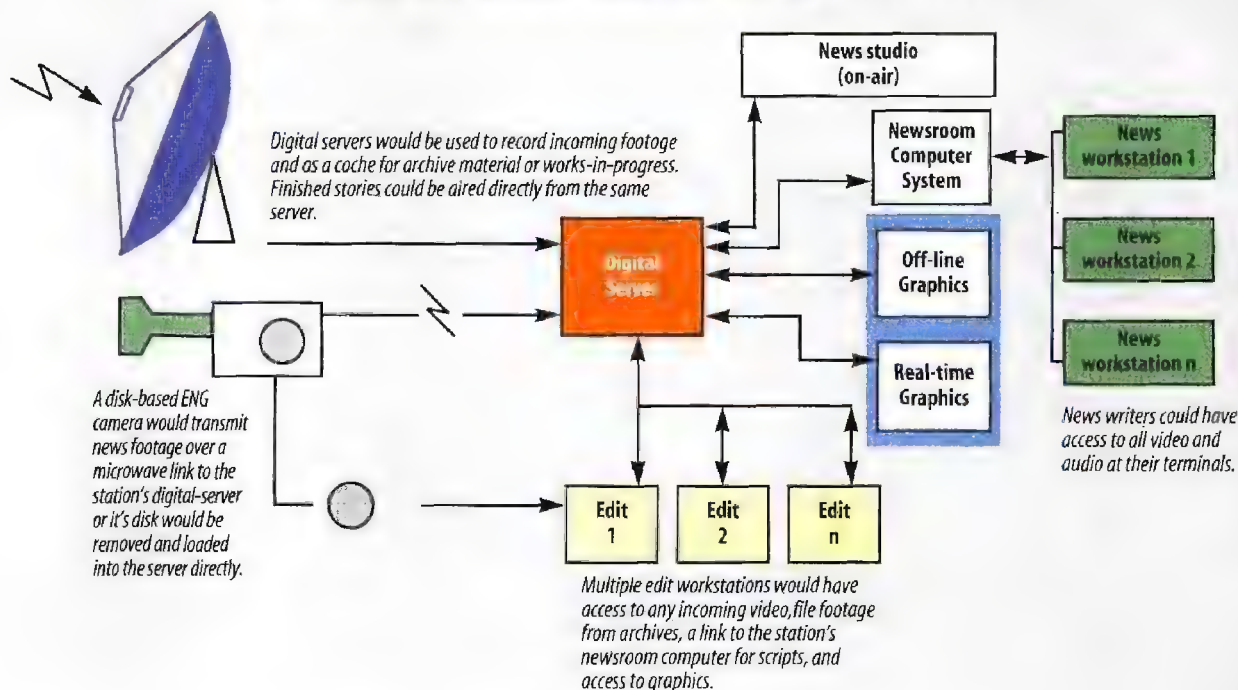 News studio
(on-air)
Digital servers would be used to record incoming footage
and as a coche for archive material or works-in-progress.
Finished stories could be aired directly from the same
server.
Newsroom
Computer
System
News
workstation 1
Digital
Server
Off-line
Graphics
News
workstation 2
Real-time
Graphics
News
workstation n
A disk-based ENG
camera would transmit
news footage over a
microwave link to the
station's digital-server
or it's disk would be
removed and loaded
into the server directly.
News writers could have
access to all video and
audio at their terminals.
Edit
1
Edit
2
Edit
n
Multiple edit workstations would have
access to any incoming video,file footage
from archives, a link to the station's
newsroom computer for scripts, and
access to graphics.